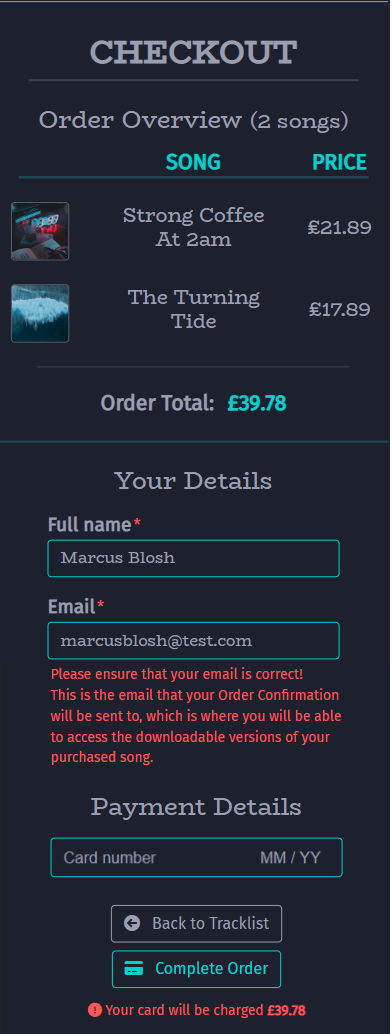 CHECKOUT
Order Overview (2 songs)
SONG PRICE
Strong Coffee
At 2am
£21.89
The Turning
Tide
£17.89
Order Total: £39.78
Your Details
Full name*
Marcus Blosh
Email*
marcusblosh@test.com
Please ensure that your email is correct!
This is the email that your Order Confirmation
will be sent to, which is where you will be able
to access the downloadable versions of your
purchased song.
Payment Details
Card number MM / YY
Back to Tracklist
Complete Order
Your card will be charged £39.78